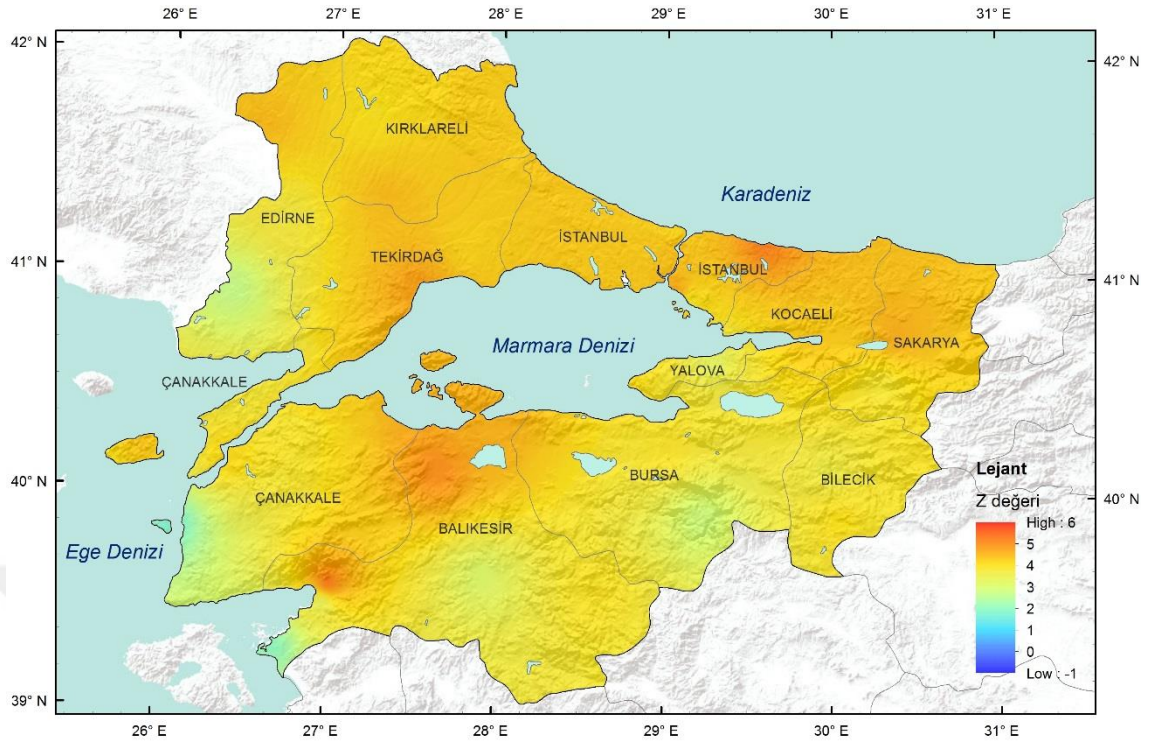 26° E 27° E 28° E 29° E 30° E 31° E
42° N 42° N
KIRKLARELİ
Karadeniz
EDİRNE
İSTANBUL
TEKİRDAĞ
İSTANBUL
41° N 41° N
KOCAELİ
SAKARYA
Marmara Denizi
YALOVA
ÇANAKKALE
Lejant
BURSA
BİLECİK
ÇANAKKALE
40° N 40° N
Z değeri
BALIKESİR
High : 6
Ege Denizi
5
4
3
2
1
0
Low : -1
39° N 39° N
26° E 27° E 28° E 29° E 30° E 31° E